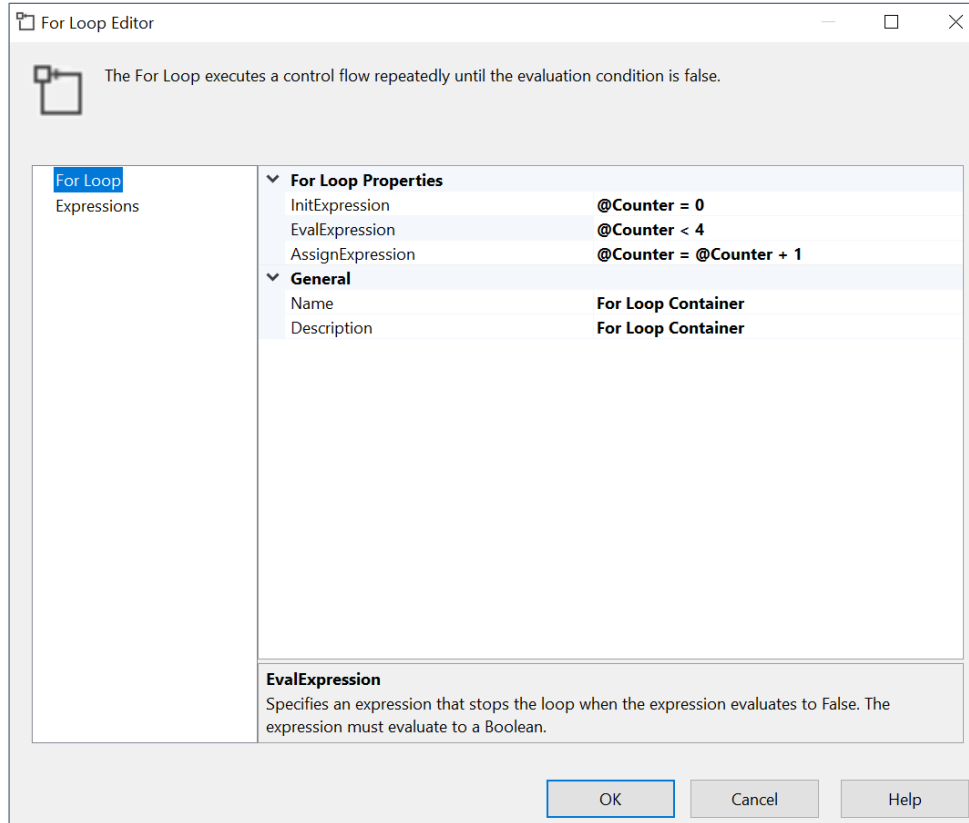 For Loop Editor
The For Loop executes a control flow repeatedly until the evaluation condition is false.
For Loop
Expressions
For Loop Properties
InitExpression @Counter = 0
EvalExpression @Counter < 4
AssignExpression @Counter = @Counter + 1
General
Name For Loop Container
Description For Loop Container
EvalExpression
Specifies an expression that stops the loop when the expression evaluates to False. The
expression must evaluate to a Boolean.
OK Cancel Help